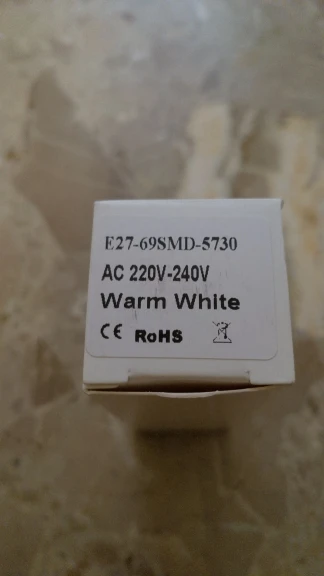 E27-69SMD-5730
AC 220V-240V
Warm White
CE RoHS